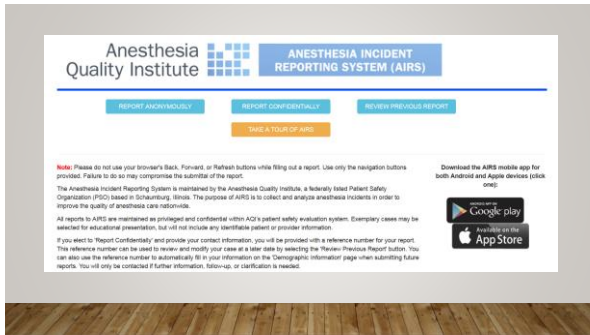 Anesthesia
Quality Institute
ANESTHESIA INCIDENT
REPORTING SYSTEM (AIRS)
REPORT ANONYMOUSLY
REPORT CONFIDENTIALLY
REVIEW PREVIOUS REPORT
TAKE A TOUR OF AIRS
Note: Please do not use your browser's Back, Forward, or Refresh buttons while filling out a report. Use only the navigation buttons
provided. Failure to do so may compromise the submittal of the report.
The Anesthesia Incident Reporting System is maintained by the Anesthesia Quality Institute, a federally listed Patient Safety
Organization (PSO) based in Schaumburg, Illinois. The purpose of AIRS is to collect and analyze anesthesia incidents in order to
improve the quality of anesthesia care nationwide.
All reports to AIRS are maintained as privileged and confidential within AQI's patient safety evaluation system. Exemplary cases may be
selected for educational presentation, but will not include any identifiable patient or provider information.
If you elect to 'Report Confidentially' and provide your contact information, you will be provided with a reference number for your report.
This reference number can be used to review and modify your case at a later date by selecting the 'Review Previous Report' button. You
can also use the reference number to automatically fill in your information on the 'Demographic Information' page when submitting future
reports. You will only be contacted if further information, follow-up, or clarification is needed.
Download the AIRS mobile app for
both Android and Apple devices (click
one):
Google play
Available on the
App Store